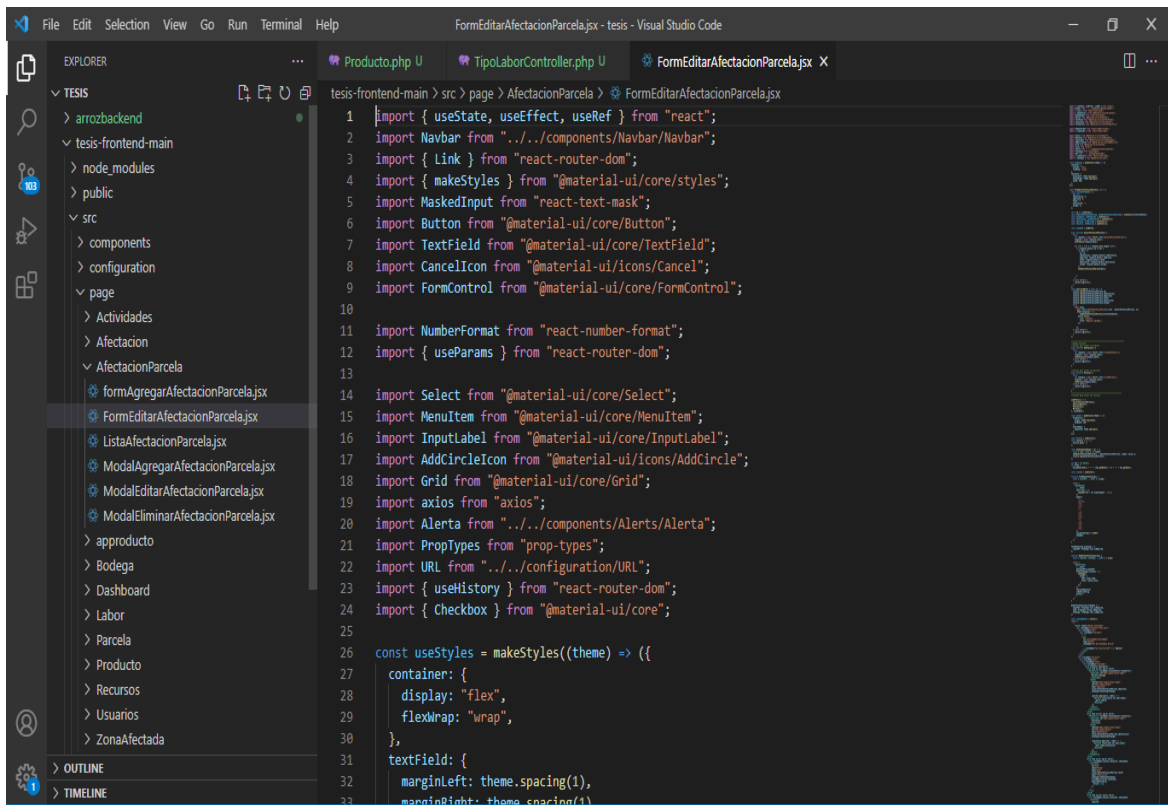 File Edit Selection View Go Run Terminal Help FormEditarAfectacionParcela.jsx - tesis - Visual Studio Code
EXPLORER
TESIS
arrozbackend
tesis-frontend-main
node_modules
public
src
components
configuration
page
Actividades
Afectacion
AfectacionParcela
formAgregarAfectacionParcela.jsx
FormEditarAfectacionParcela.jsx
ListaAfectacionParcela.jsx
ModalAgregarAfectacionParcela.jsx
ModalEditarAfectacionParcela.jsx
ModalEliminarAfectacionParcela.jsx
approducto
Bodega
Dashboard
Labor
Parcela
Producto
Recursos
Usuarios
ZonaAfectada
OUTLINE
TIMELINE
103
1
Producto.php U TipoLaborController.php U FormEditarAfectacionParcela.jsx
tesis-frontend-main > src > page > AfectacionParcela > FormEditarAfectacionParcela.jsx
1 import { useState, useEffect, useRef } from "react";
2 import Navbar from "../../components/Navbar/Navbar";
3 import { Link } from "react-router-dom";
4 import { makeStyles } from "@material-ui/core/styles";
5 import MaskedInput from "react-text-mask";
6 import Button from "@material-ui/core/Button";
7 import TextField from "@material-ui/core/TextField";
8 import CancelIcon from "@material-ui/icons/Cancel";
9 import FormControl from "@material-ui/core/FormControl";
10
11 import NumberFormat from "react-number-format";
12 import { useParams } from "react-router-dom";
13
14 import Select from "@material-ui/core/Select";
15 import MenuItem from "@material-ui/core/MenuItem";
16 import InputLabel from "@material-ui/core/InputLabel";
17 import AddCircleIcon from "@material-ui/icons/AddCircle";
18 import Grid from "@material-ui/core/Grid";
19 import axios from "axios";
20 import Alerta from "../../components/Alerts/Alerta";
21 import PropTypes from "prop-types";
22 import URL from "../../configuration/URL";
23 import { useHistory } from "react-router-dom";
24 import { Checkbox } from "@material-ui/core";
25
26 const useStyles = makeStyles((theme) => ({
27 container: {
28 display: "flex",
29 flexWrap: "wrap",
30 },
31 textField: {
32 marginLeft: theme.spacing(1),
33 marginRight: theme.spacing(1)